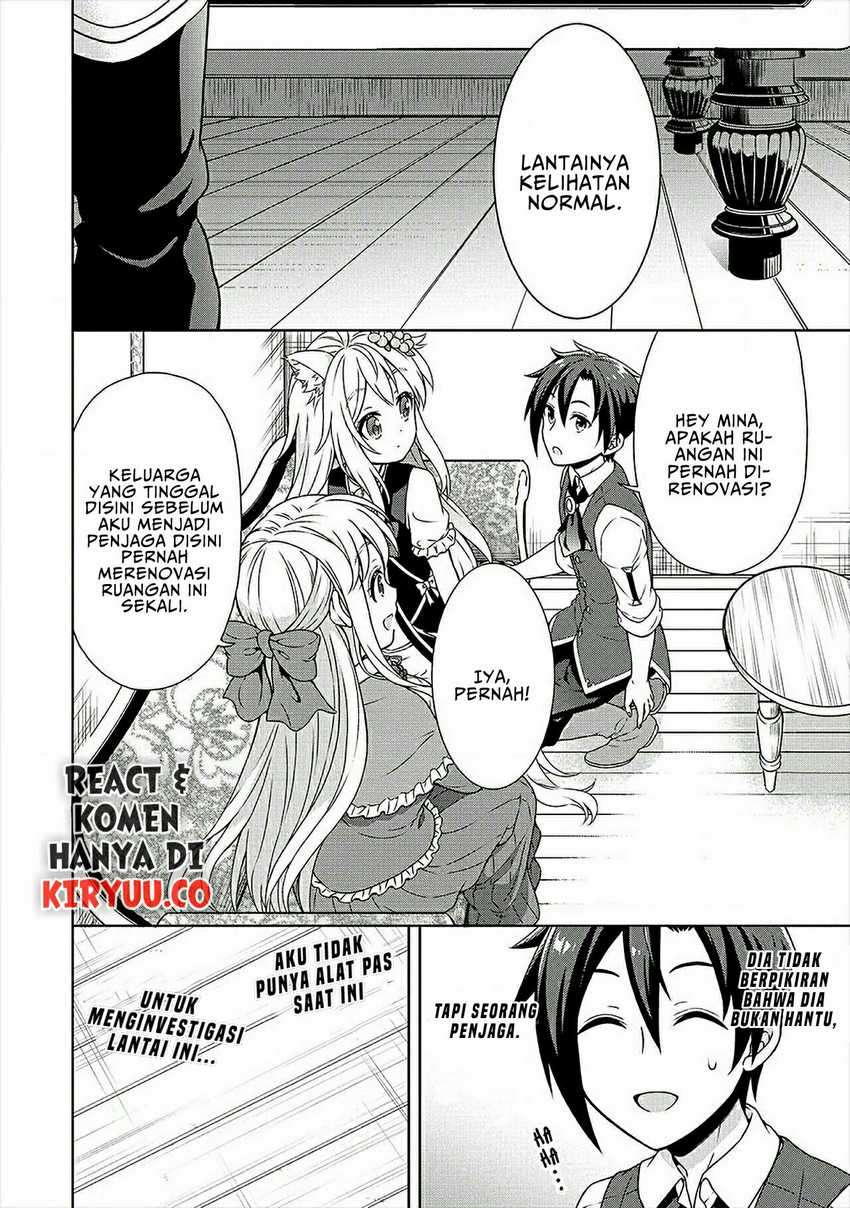 LANTAINYA
KELIHATAN
NORMAL.
HEY MINA,
APAKAH RU-
ANGAN INI
PERNAH DI-
RENOVASI?
IYA,
PERNAH!
KELUARGA
YANG TINGGAL
DISINI SEBELUM
AKU MENJADI
PENJAGA DISINI
PERNAH
MERENOVASI
RUANGAN INI
SEKALI.
REACT &
KOMEN
HANYA DI
KIRYUU.CO
DIA TIDAK
BERPIKIRAN
BAHWA DIA
BUKAN HANTU,
TAPI SEORANG
PENJAGA.
HA
HA...
AKU TIDAK
PUNYA ALAT PAS
SAAT INI
UNTUK
MENGINVESTIGASI
LANTAI INI...